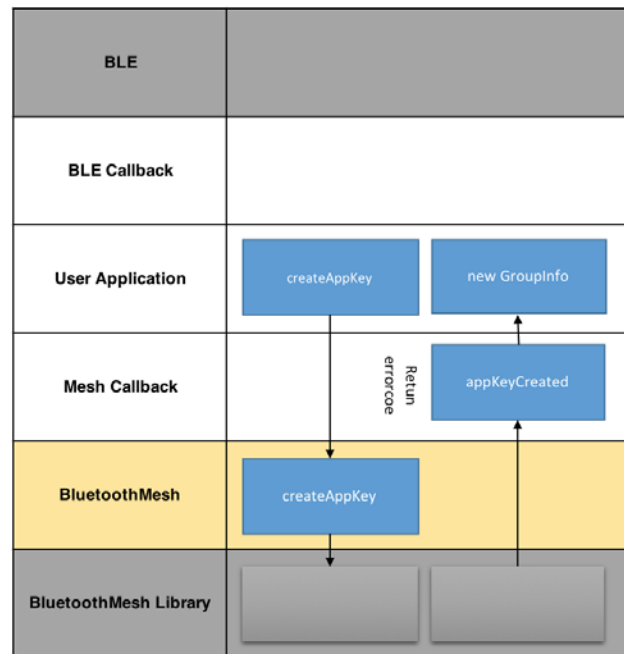 BLE
BLE Callback
User Application
createAppKey
new GroupInfo
Mesh Callback
Retun
errorcoe
appKeyCreated
BluetoothMesh
createAppKey
BluetoothMesh Library